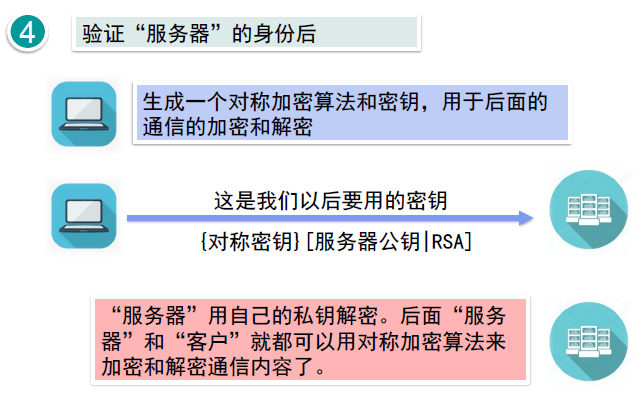 4
验证“服务器”的身份后
生成一个对称加密算法和密钥，用于后面的
通信的加密和解密
这是我们以后要用的密钥
{对称密钥}[服务器公钥|RSA]
“服务器”用自己的私钥解密。后面“服务
器”和“客户”就都可以用对称加密算法来
加密和解密通信内容了。